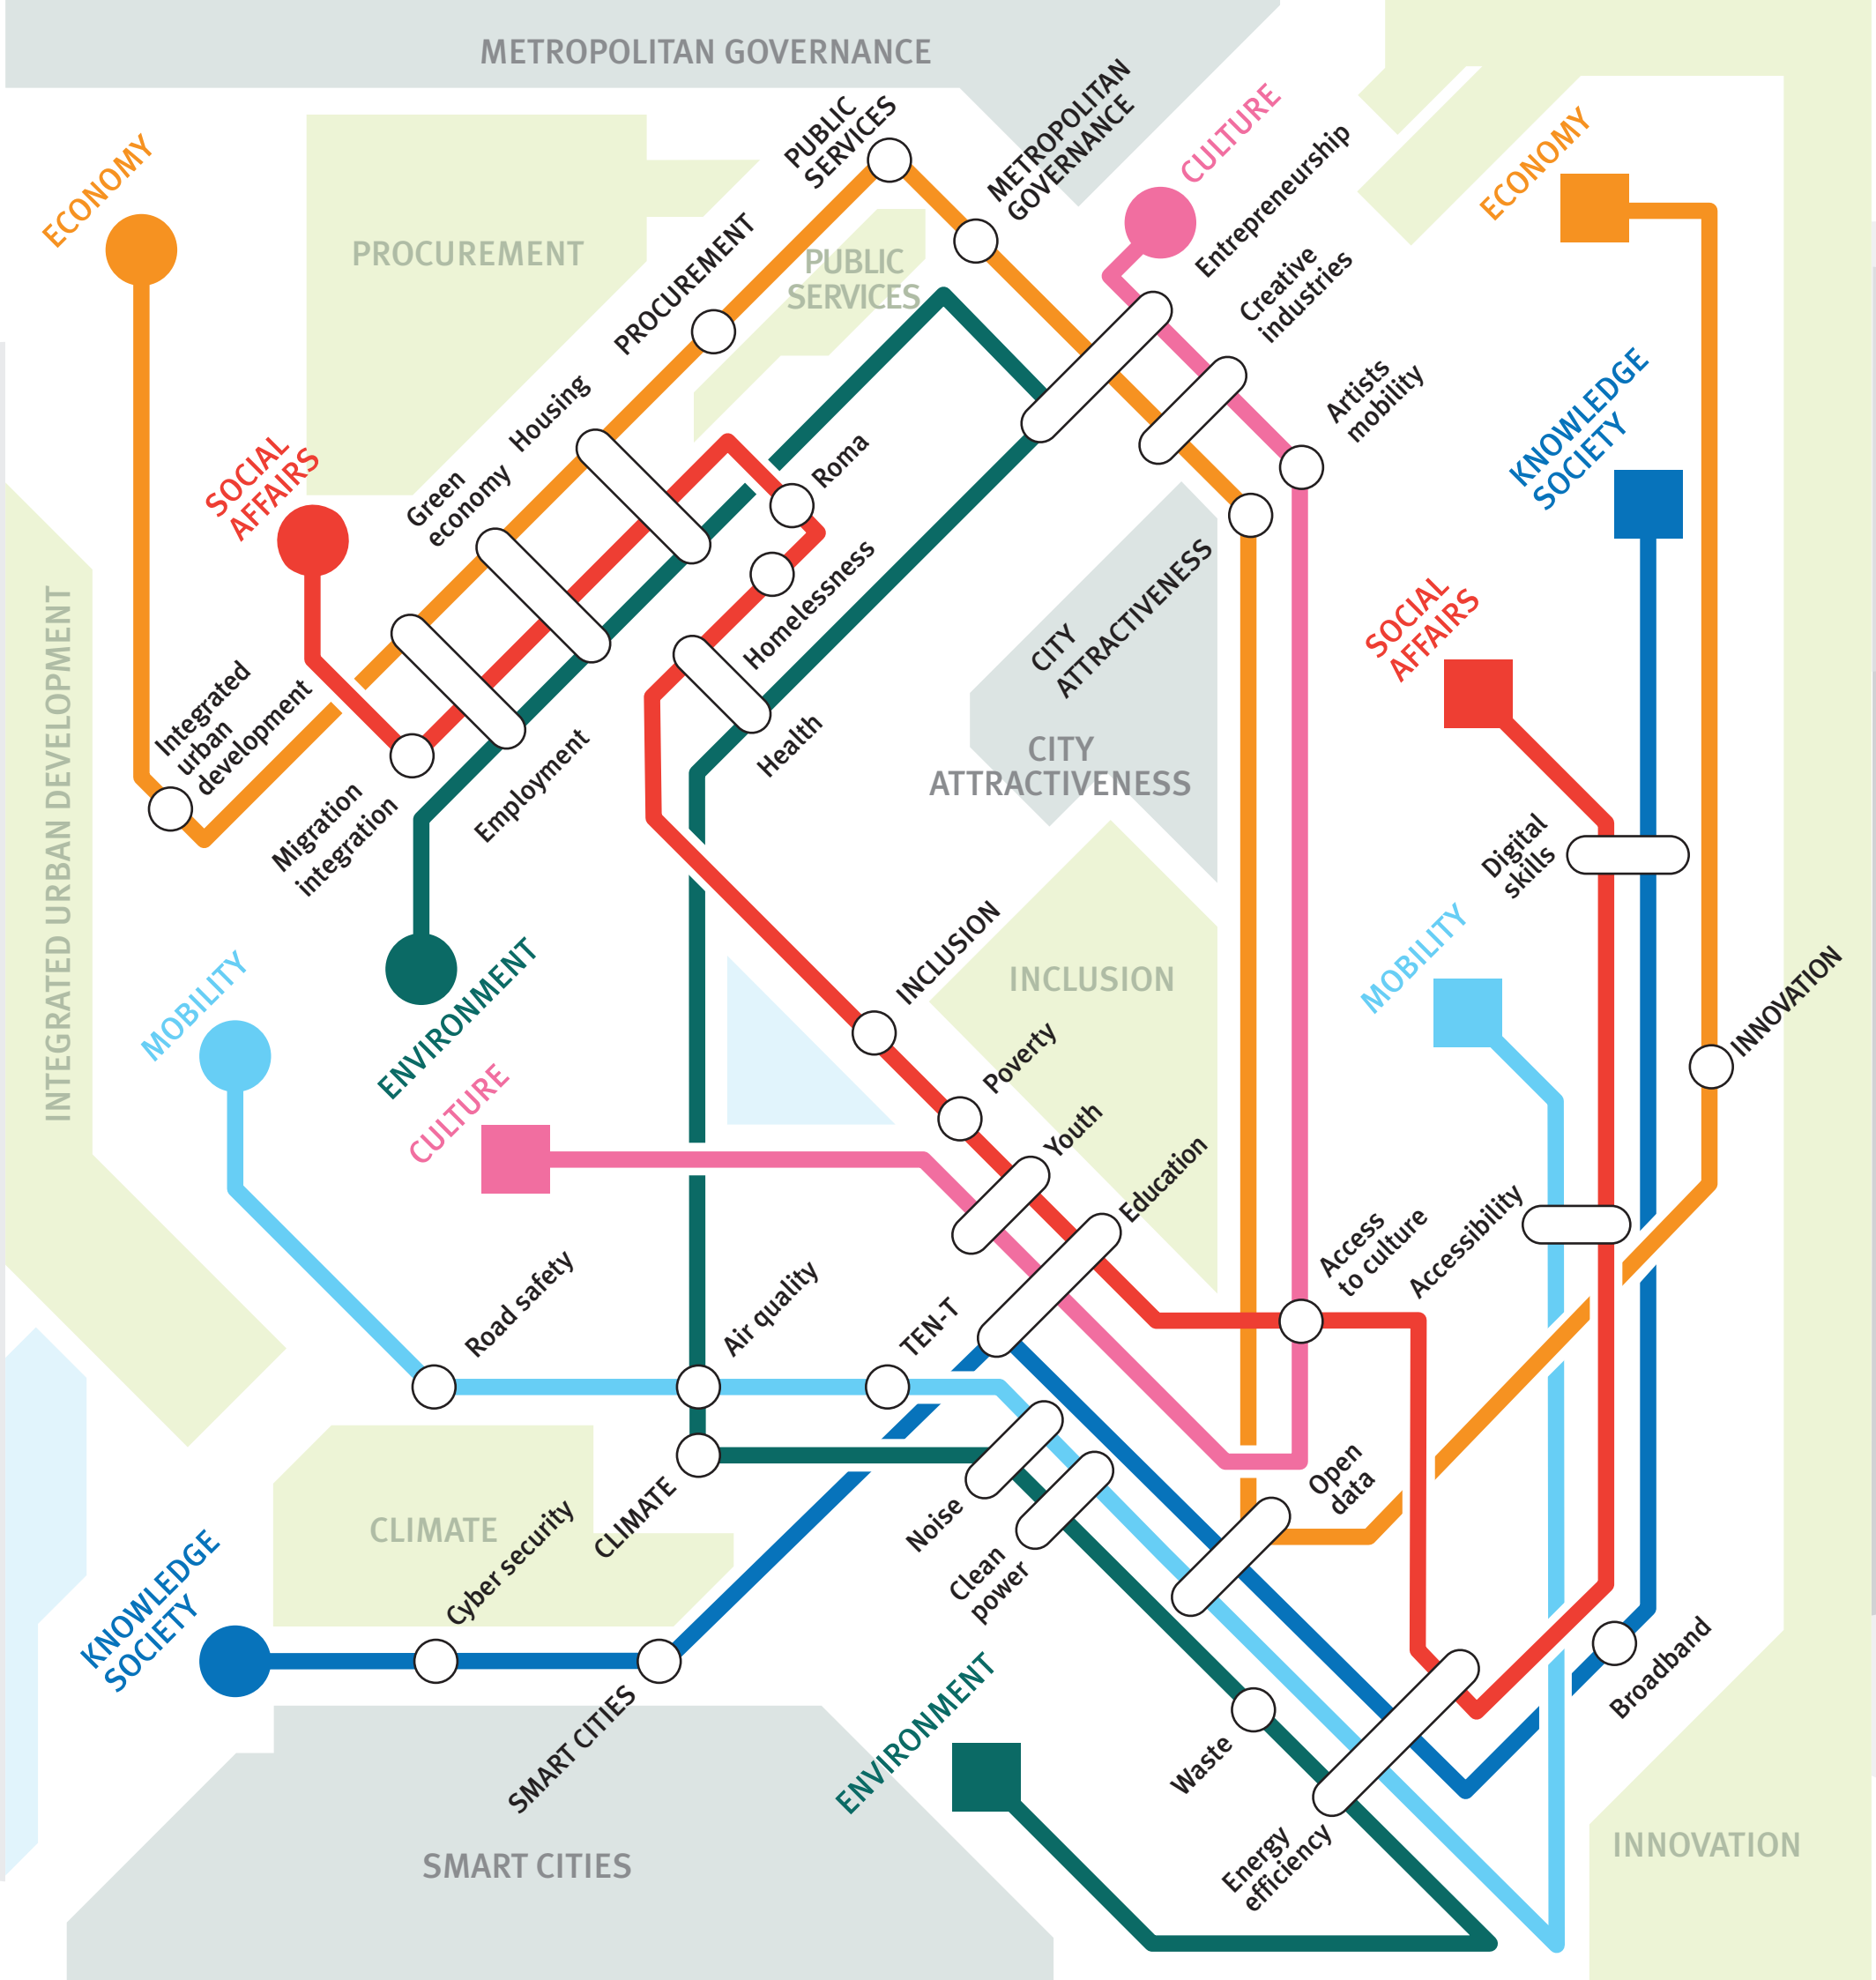 METROPOLITAN GOVERNANCE
ECONOMY
PUBLIC
SERVICES
METROPOLITAN
GOVERNANCE
CULTURE
Entrepreneurship
ECONOMY
PROCUREMENT
PROCUREMENT
PUBLIC
SERVICES
Creative
industries
Artists
mobility
KNOWLEDGE
SOCIETY
SOCIAL
AFFAIRS
Green
economy
Housing
Roma
Homelessness
CITY
ATTRACTIVENESS
SOCIAL
AFFAIRS
INTEGRATED URBAN DEVELOPMENT
Integrated
urban
development
Migration
integration
Employment
Health
CITY
ATTRACTIVENESS
Digital
skills
MOBILITY
ENVIRONMENT
INCLUSION
INCLUSION
MOBILITY
INNOVATION
CULTURE
Poverty
Youth
Education
Access
to culture
Accessibility
Road safety
Air quality
TEN-T
CLIMATE
CLIMATE
Cyber security
Noise
Clean
power
Open
data
KNOWLEDGE
SOCIETY
SMART CITIES
ENVIRONMENT
Waste
Broadband
Energy
efficiency
SMART CITIES
INNOVATION